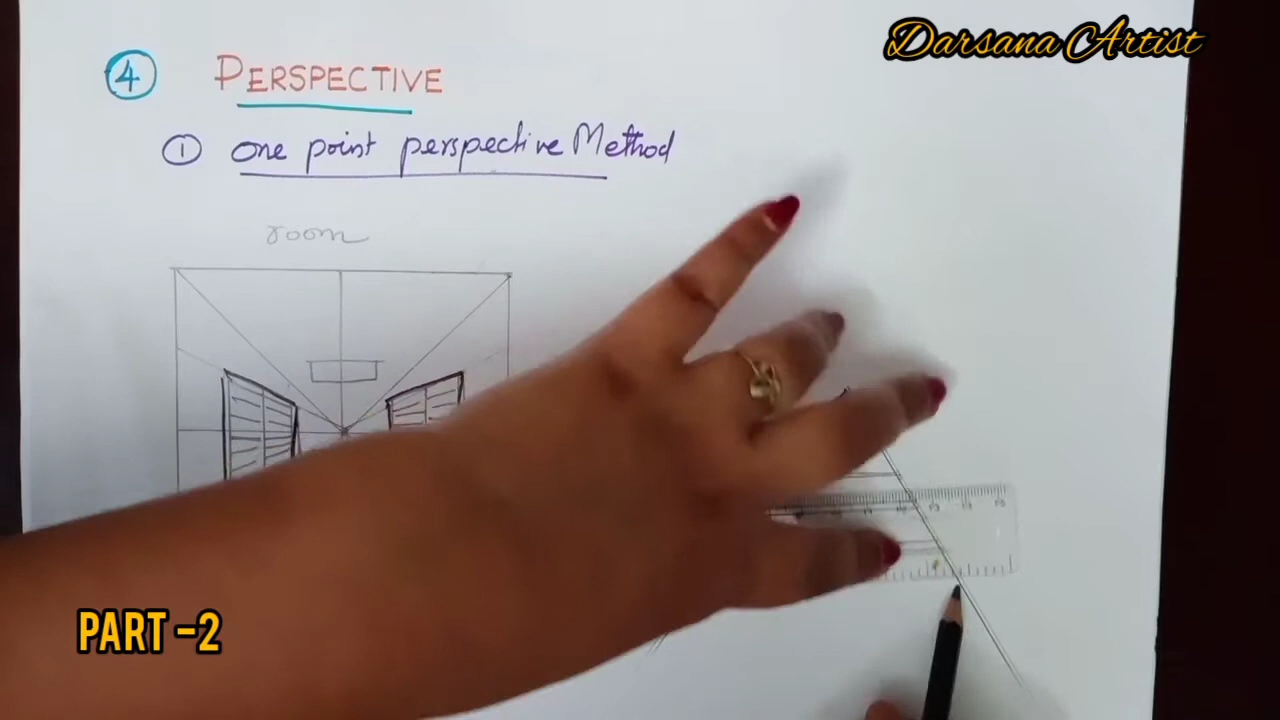 Darsana Artist
④ PERSPECTIVE
① one point perspective Method
room
PART -2